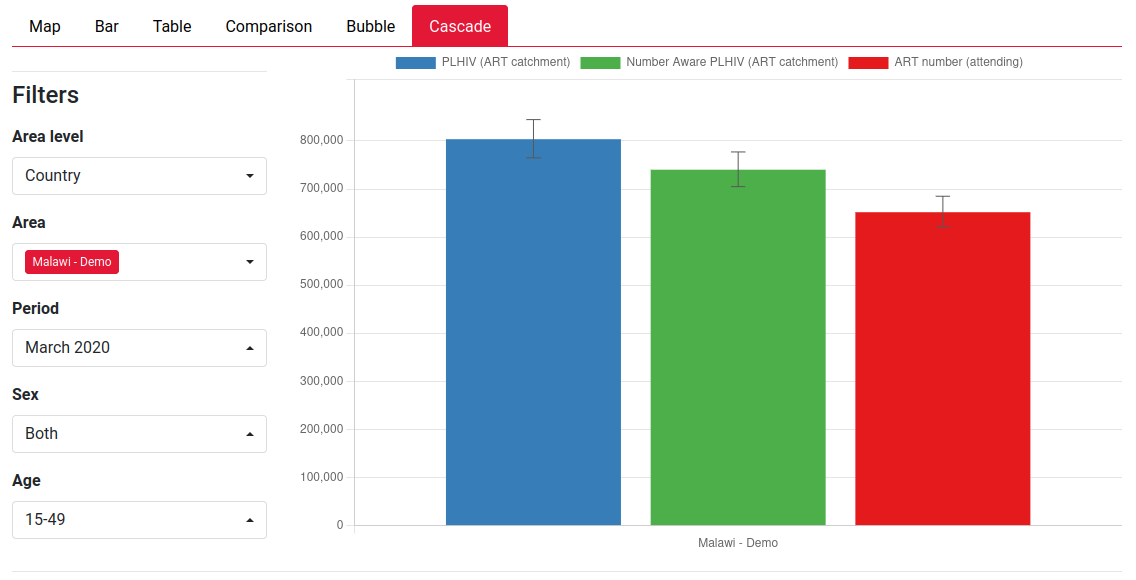 Map Bar Table Comparison Bubble Cascade
PLHIV (ART catchment) Number Aware PLHIV (ART catchment) ART number (attending)
Filters
Area level
Country
Area
Malawi - Demo
Period
March 2020
Sex
Both
Age
15-49
800,000
700,000
600,000
500,000
400,000
300,000
200,000
100,000
0
Malawi - Demo